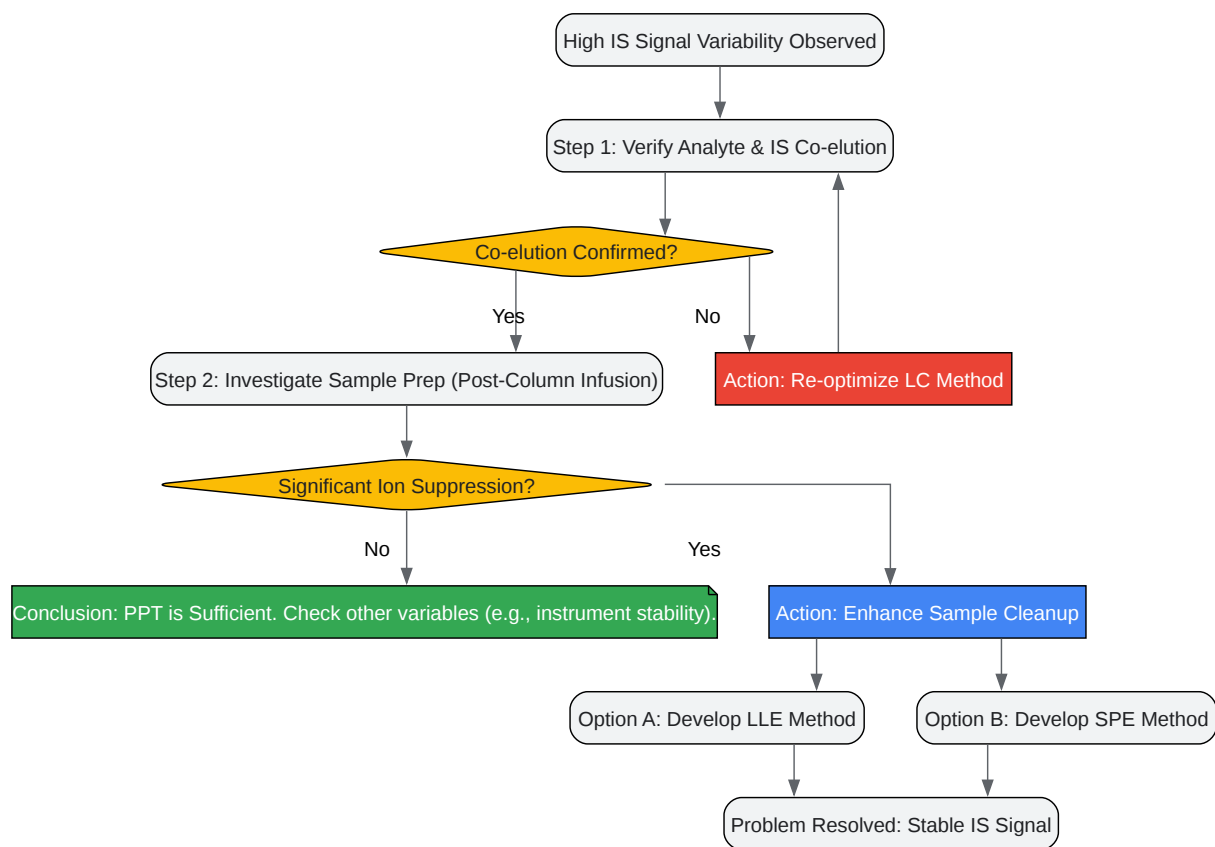 High IS Signal Variability Observed
Step 1: Verify Analyte & IS Co-elution
Co-elution Confirmed?
Yes
No
Step 2: Investigate Sample Prep (Post-Column Infusion)
Action: Re-optimize LC Method
Significant Ion Suppression?
No
Yes
Conclusion: PPT is Sufficient. Check other variables (e.g., instrument stability).
Action: Enhance Sample Cleanup
Option A: Develop LLE Method
Option B: Develop SPE Method
Problem Resolved: Stable IS Signal